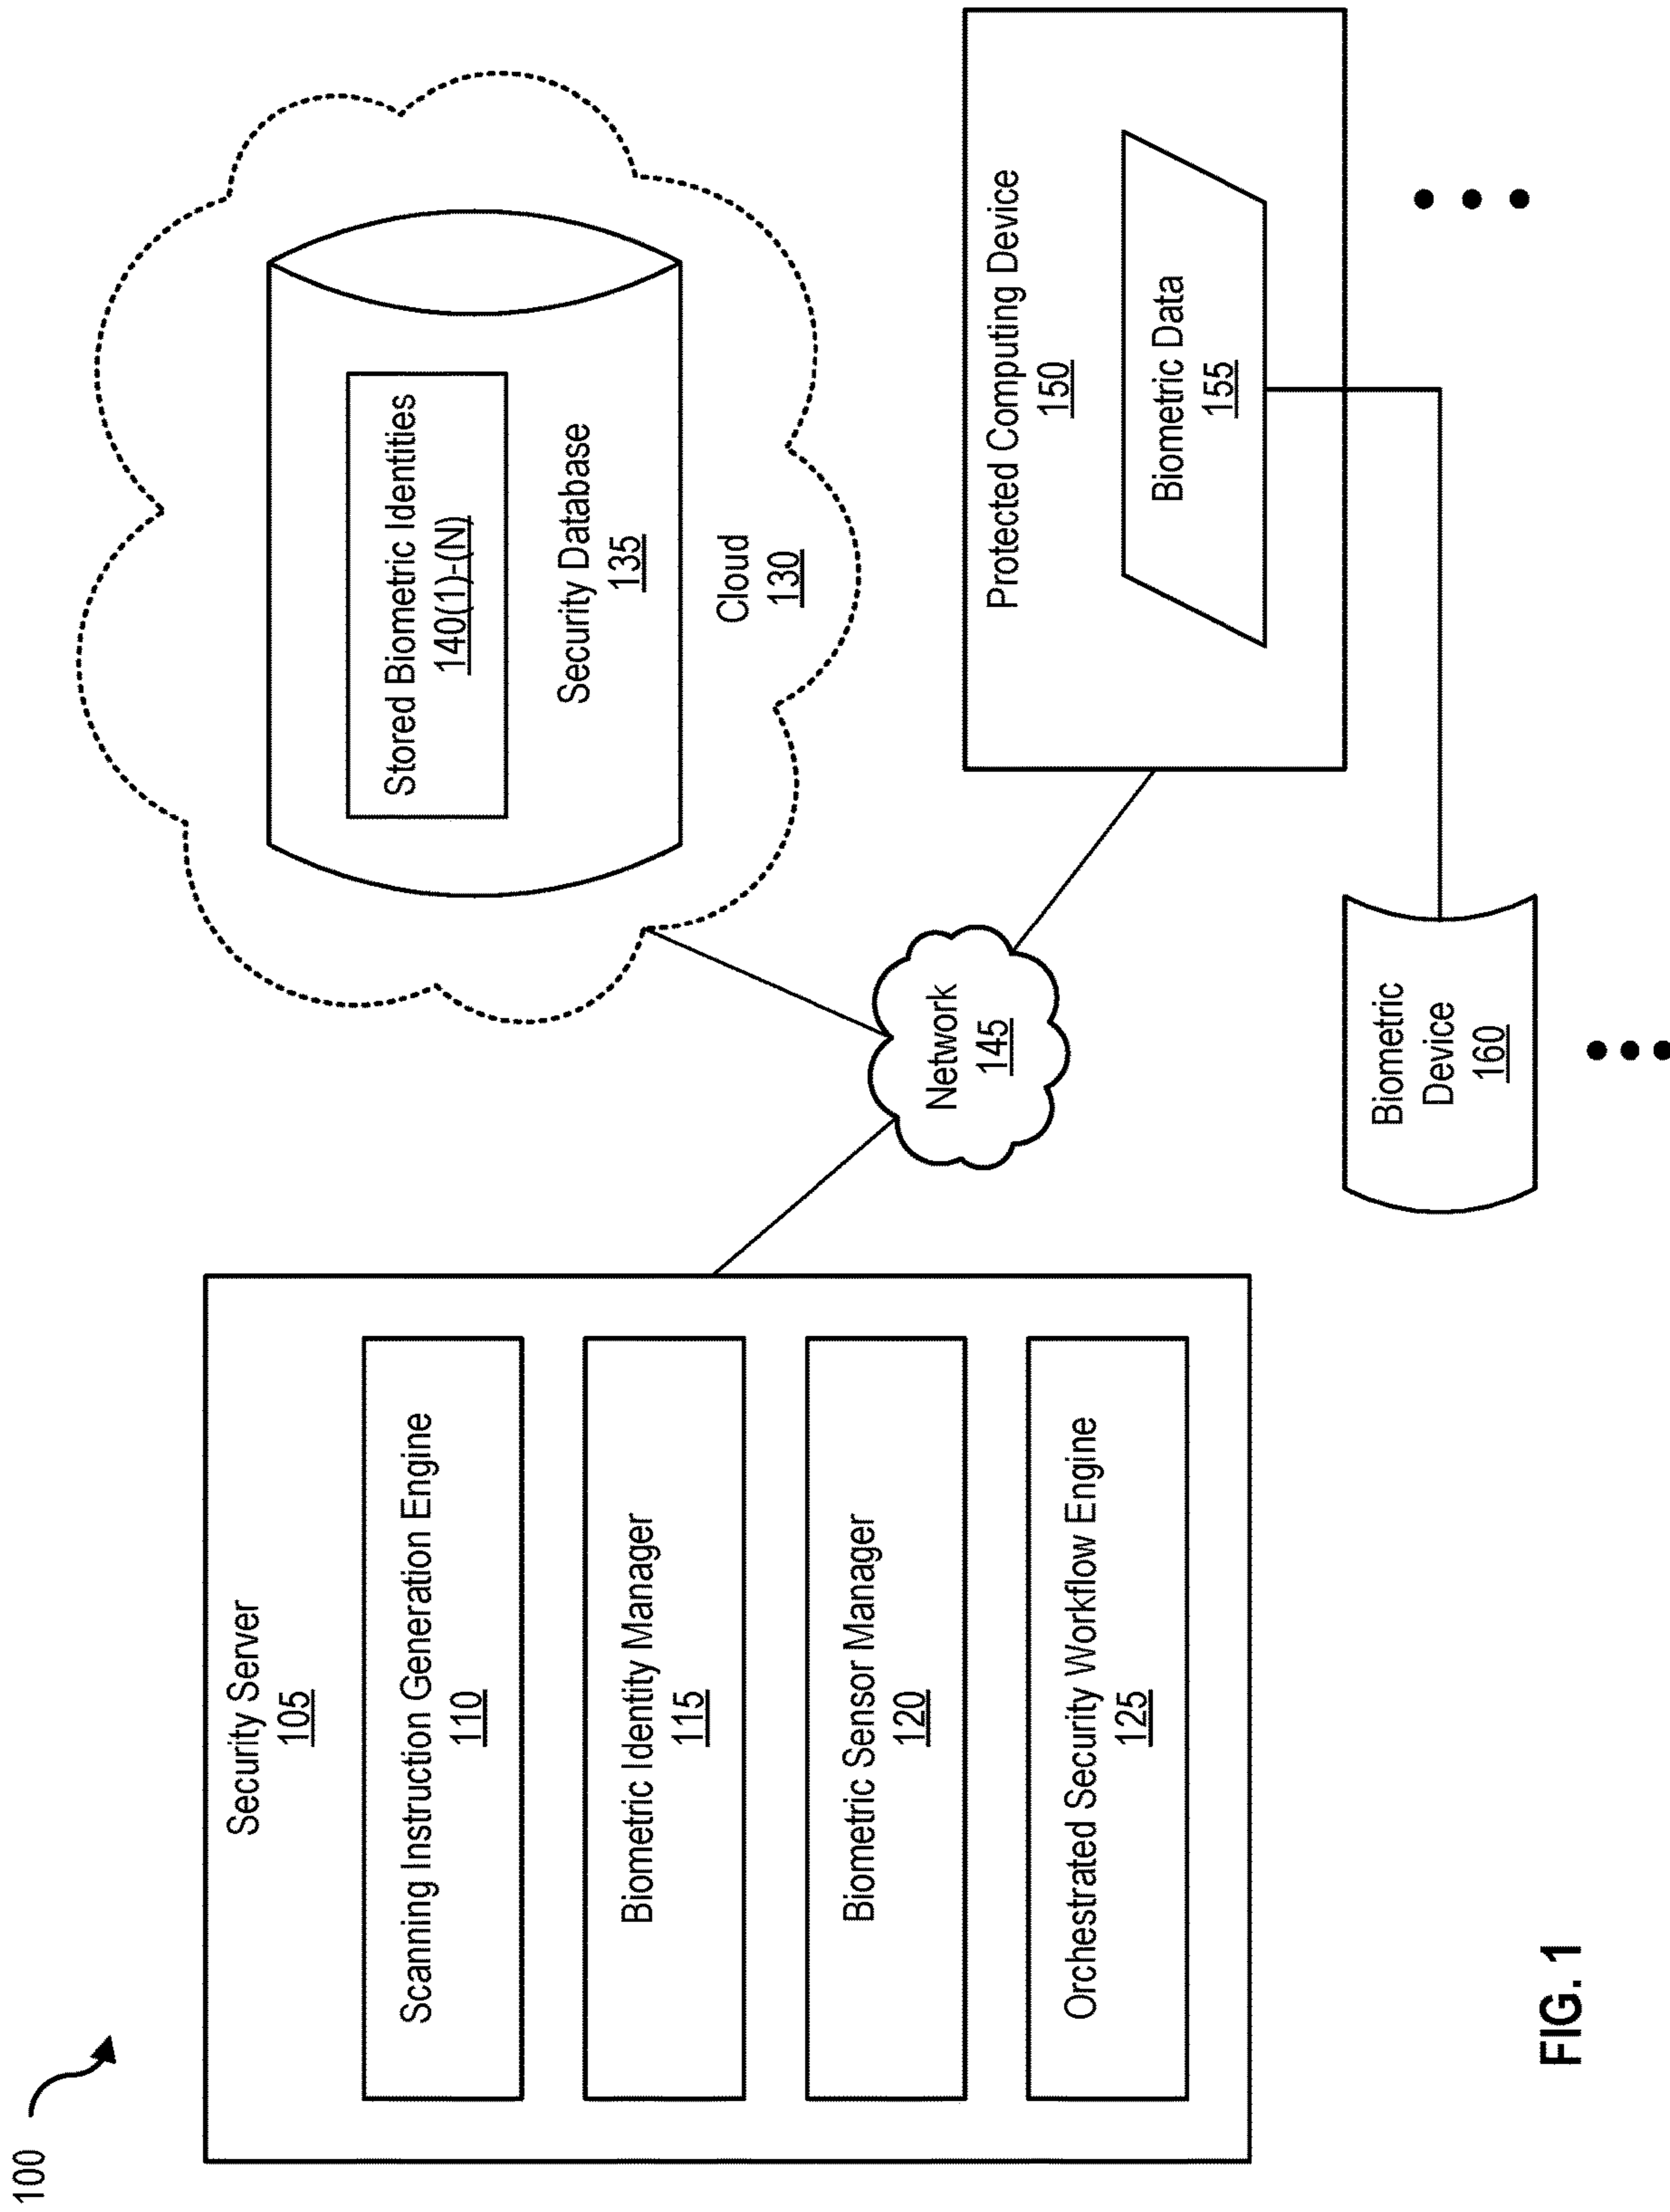 100
Security Server
105
Scanning Instruction Generation Engine
110
Biometric Identity Manager
115
Biometric Sensor Manager
120
Orchestrated Security Workflow Engine
125
Stored Biometric Identities
140(1)-(N)
Security Database
135
Cloud
130
Network
145
Protected Computing Device
150
Biometric Data
155
Biometric
Device
160
FIG. 1